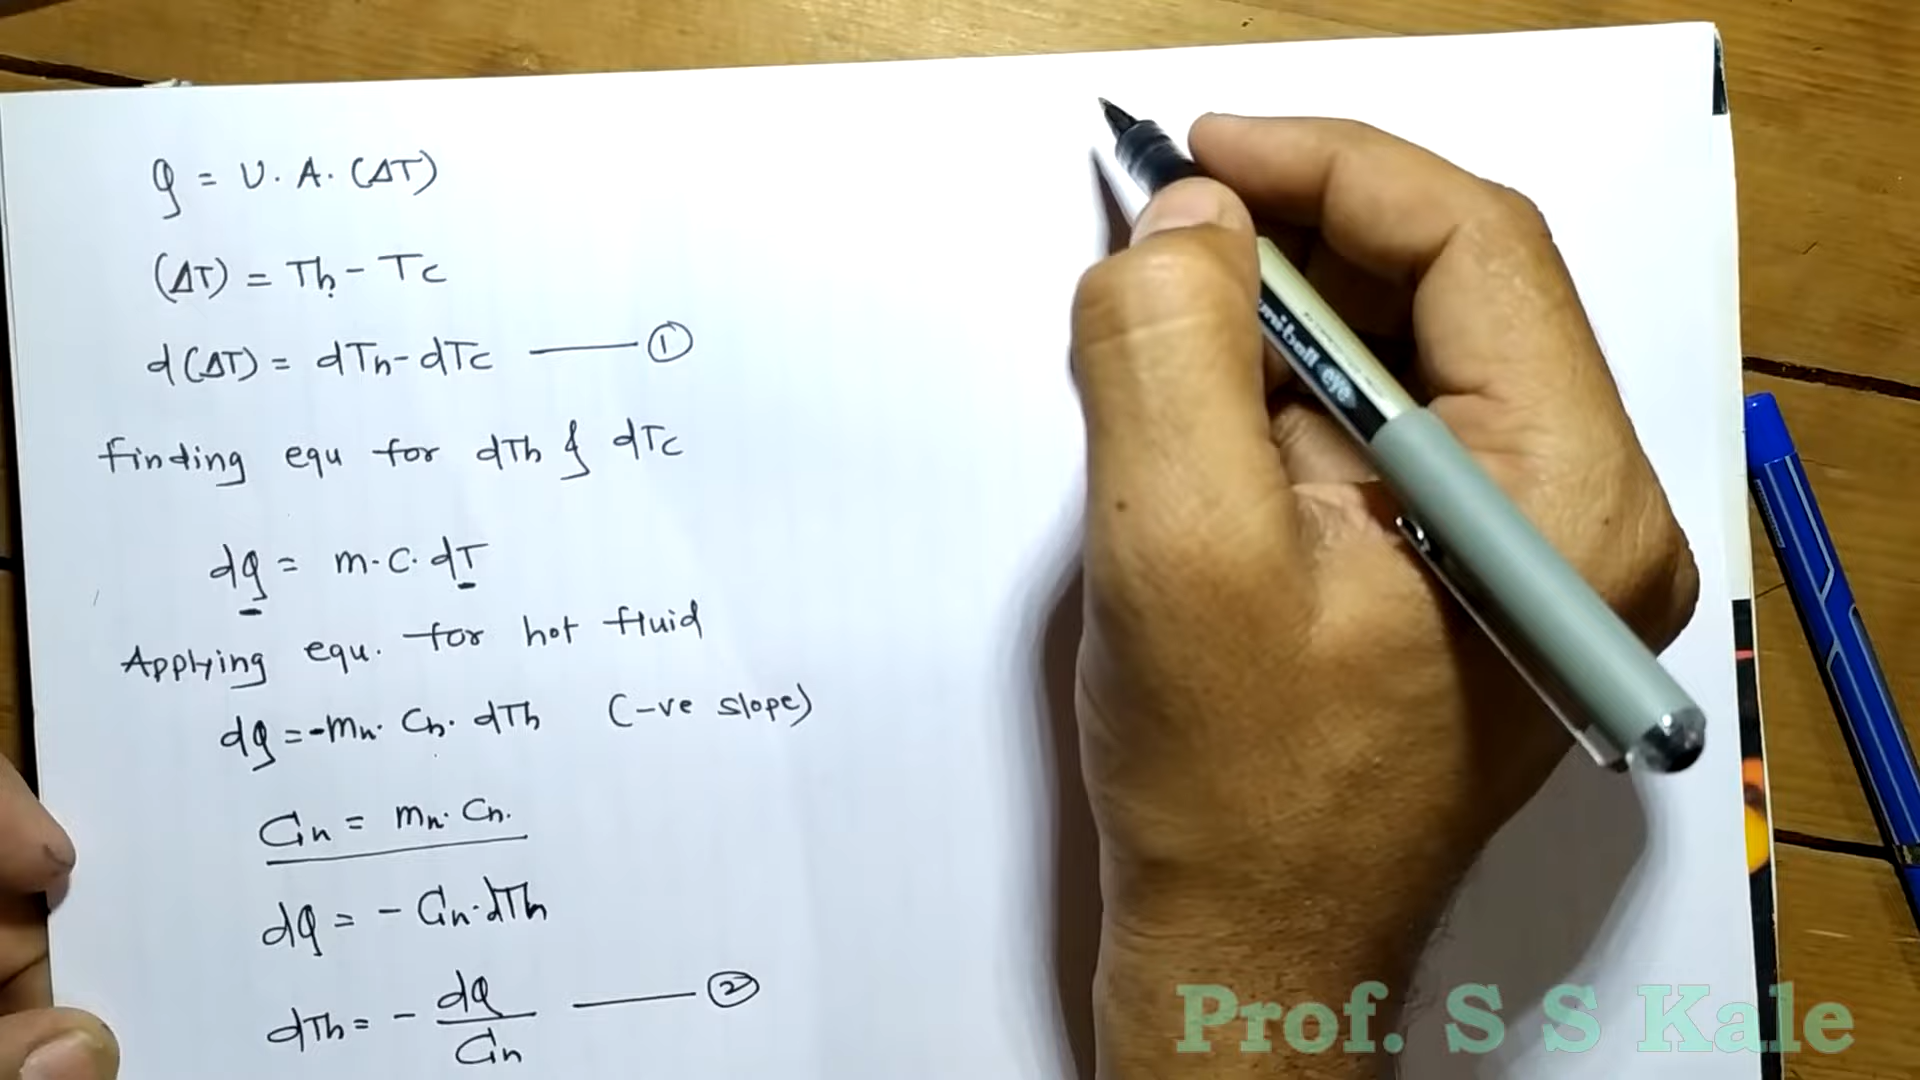 Q = U. A. (ΔT)
(ΔT) = Th - Tc
d(ΔT) = dTh - dTc —— ①
Finding equ for dTh & dTc
dQ = m.c. dT
Applying equ. for hot fluid
dQ = -mh. Ch. dTh (-ve slope)
Ch = mh. Ch.
dQ = - Ch.dTh
dTh = - dQ/Ch —— ②
uniball eye
Prof. S S Kale